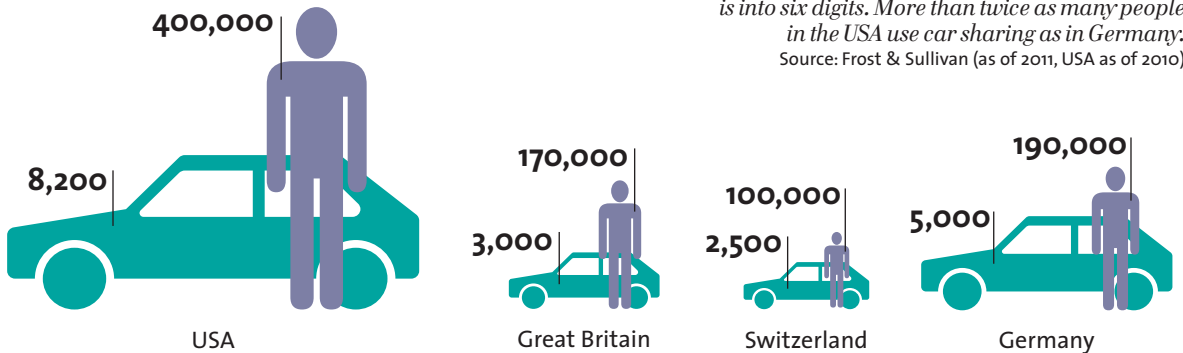 is into six digits. More than twice as many people
in the USA use car sharing as in Germany.
Source: Frost & Sullivan (as of 2011, USA as of 2010)
400,000
8,200
USA
170,000
3,000
Great Britain
100,000
2,500
Switzerland
190,000
5,000
Germany